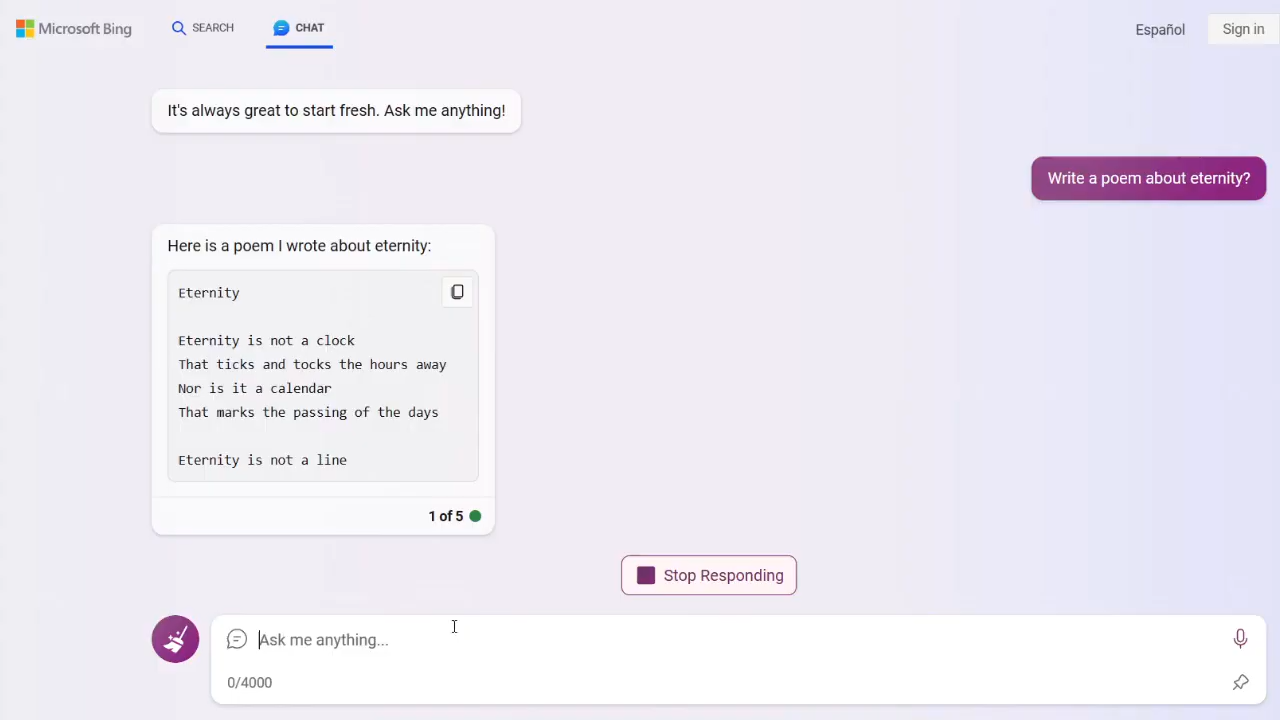 Microsoft Bing
SEARCH
CHAT
Español
Sign in
It's always great to start fresh. Ask me anything!
Write a poem about eternity?
Here is a poem I wrote about eternity:
Eternity
Eternity is not a clock
That ticks and tocks the hours away
Nor is it a calendar
That marks the passing of the days
Eternity is not a line
1 of 5
Stop Responding
Ask me anything...
0/4000